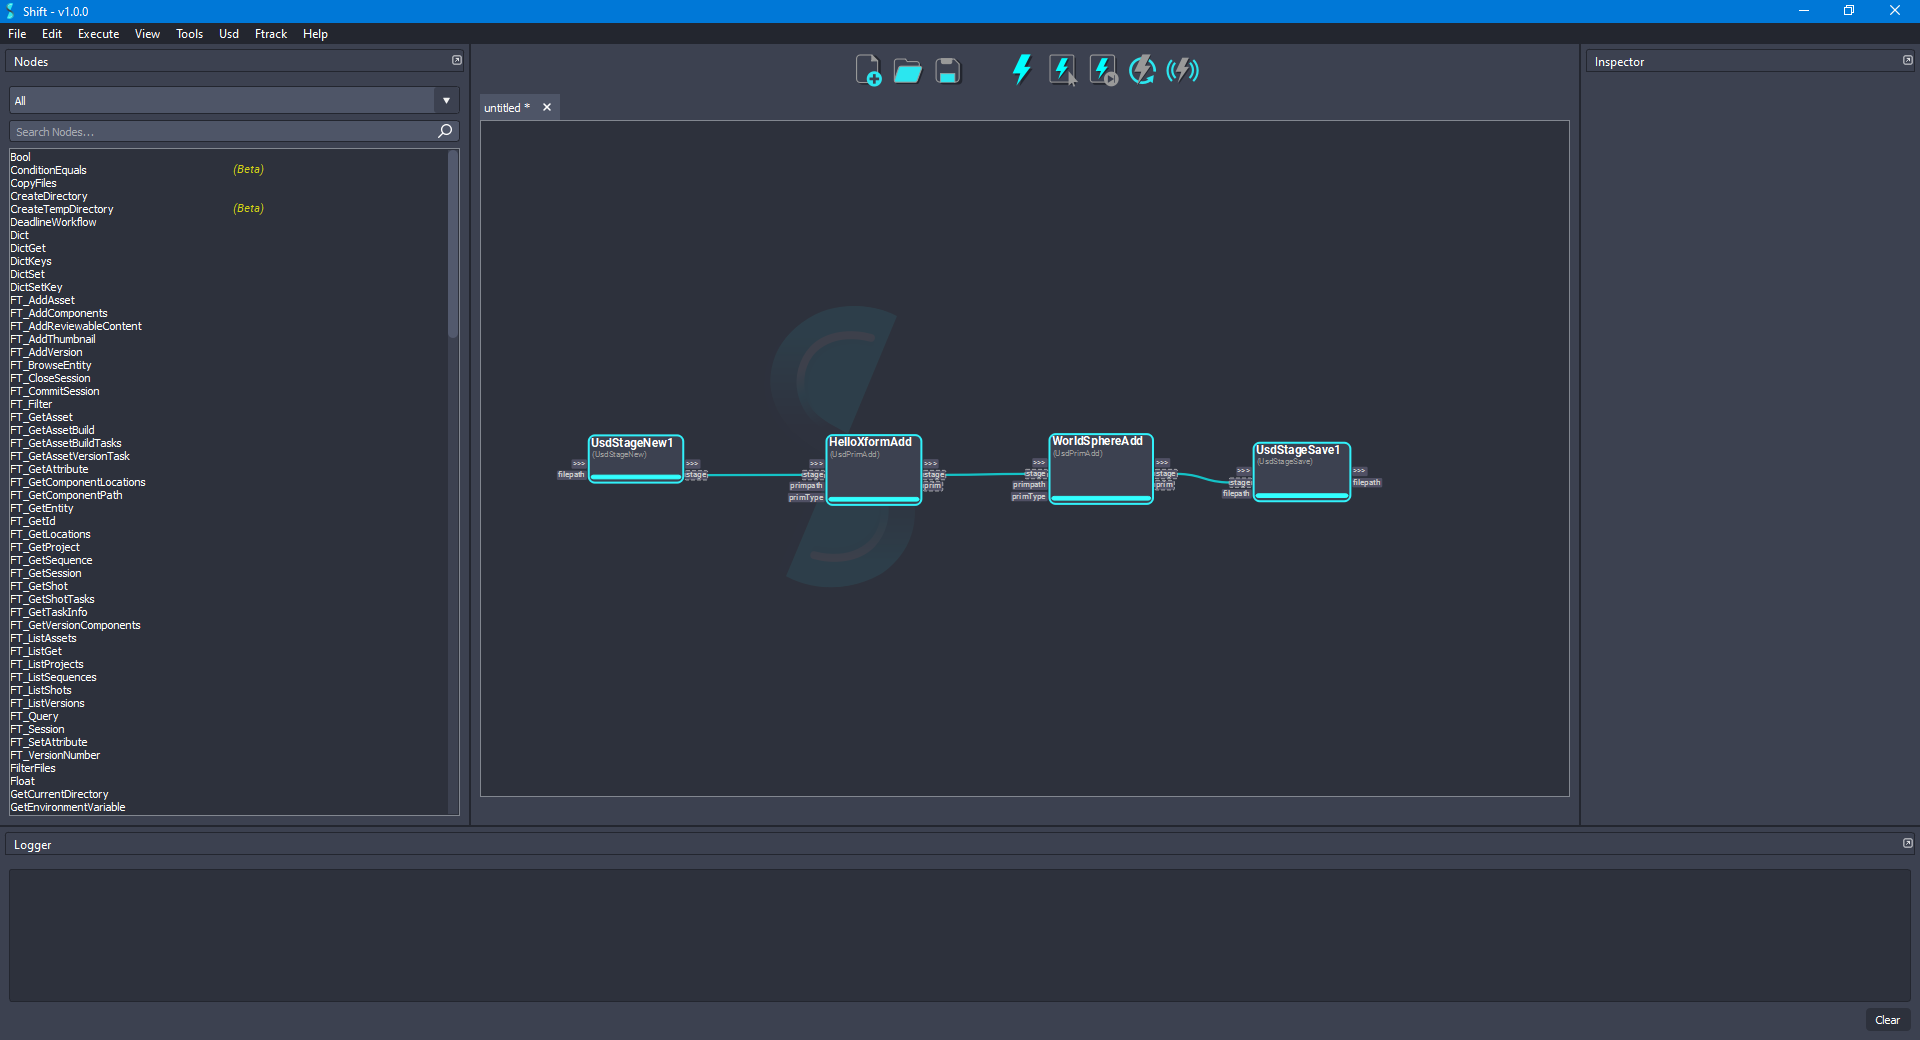 Shift - v1.0.0
File Edit Execute View Tools Usd Ftrack Help
Nodes
All
Search Nodes...
Bool
ConditionEquals (Beta)
CopyFiles
CreateDirectory
CreateTempDirectory (Beta)
DeadlineWorkflow
Dict
DictGet
DictKeys
DictSet
DictSetKey
FT_AddAsset
FT_AddComponents
FT_AddReviewableContent
FT_AddThumbnail
FT_AddVersion
FT_BrowseEntity
FT_CloseSession
FT_CommitSession
FT_Filter
FT_GetAsset
FT_GetAssetBuild
FT_GetAssetBuildTasks
FT_GetAssetVersionTask
FT_GetAttribute
FT_GetComponentLocations
FT_GetComponentPath
FT_GetEntity
FT_GetId
FT_GetLocations
FT_GetProject
FT_GetSequence
FT_GetSession
FT_GetShot
FT_GetShotTasks
FT_GetTaskInfo
FT_GetVersionComponents
FT_ListAssets
FT_ListGet
FT_ListProjects
FT_ListSequences
FT_ListShots
FT_ListVersions
FT_Query
FT_Session
FT_SetAttribute
FT_VersionNumber
FilterFiles
Float
GetCurrentDirectory
GetEnvironmentVariable
untitled *
UsdStageNew1
(UsdStageNew)
>>> >>>
filepath stage
HelloXformAdd
(UsdPrimAdd)
>>> >>>
stage stage
primpath prim
primType
WorldSphereAdd
(UsdPrimAdd)
>>> >>>
stage stage
primpath prim
primType
UsdStageSave1
(UsdStageSave)
>>> >>>
stage filepath
filepath
Inspector
Logger
Clear